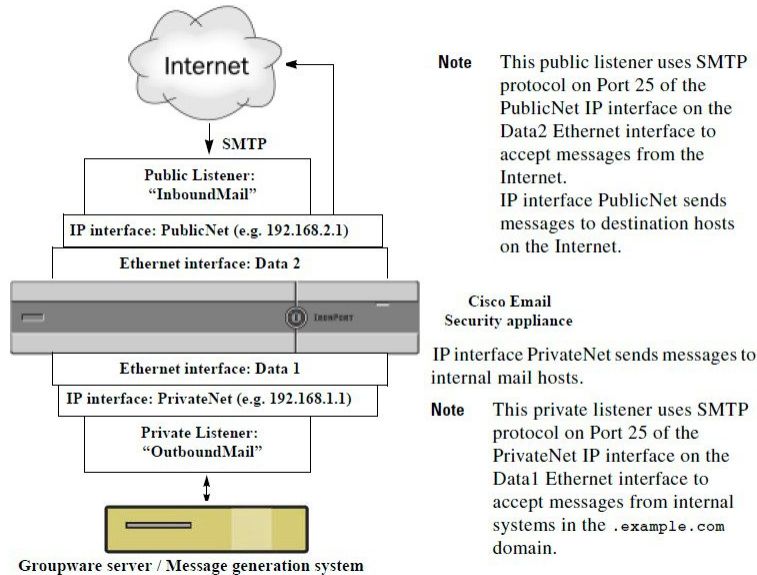 Internet
SMTP
Public Listener:
“InboundMail”
IP interface: PublicNet (e.g. 192.168.2.1)
Ethernet interface: Data 2
IRONPORT
Ethernet interface: Data 1
IP interface: PrivateNet (e.g. 192.168.1.1)
Private Listener:
“OutboundMail”
Groupware server / Message generation system
Note This public listener uses SMTP
protocol on Port 25 of the
PublicNet IP interface on the
Data2 Ethernet interface to
accept messages from the
Internet.
IP interface PublicNet sends
messages to destination hosts
on the Internet.
Cisco Email
Security appliance
IP interface PrivateNet sends messages to
internal mail hosts.
Note This private listener uses SMTP
protocol on Port 25 of the
PrivateNet IP interface on the
Data1 Ethernet interface to
accept messages from internal
systems in the .example.com
domain.